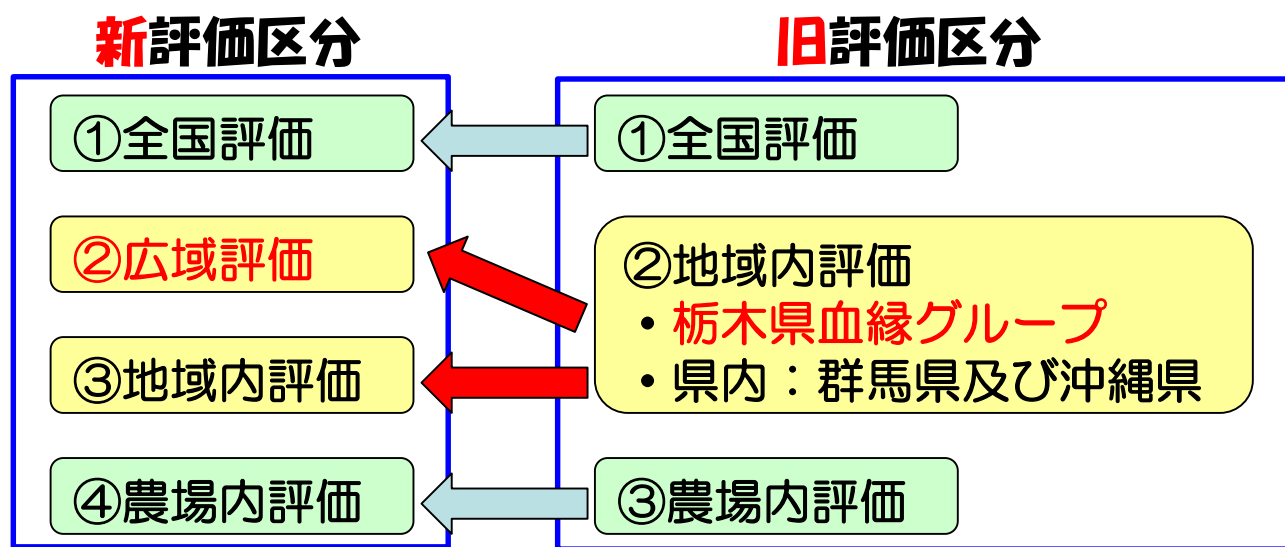 新評価区分
①全国評価
②広域評価
③地域内評価
④農場内評価
旧評価区分
①全国評価
②地域内評価
・栃木県血縁グループ
・県内：群馬県及び沖縄県
③農場内評価